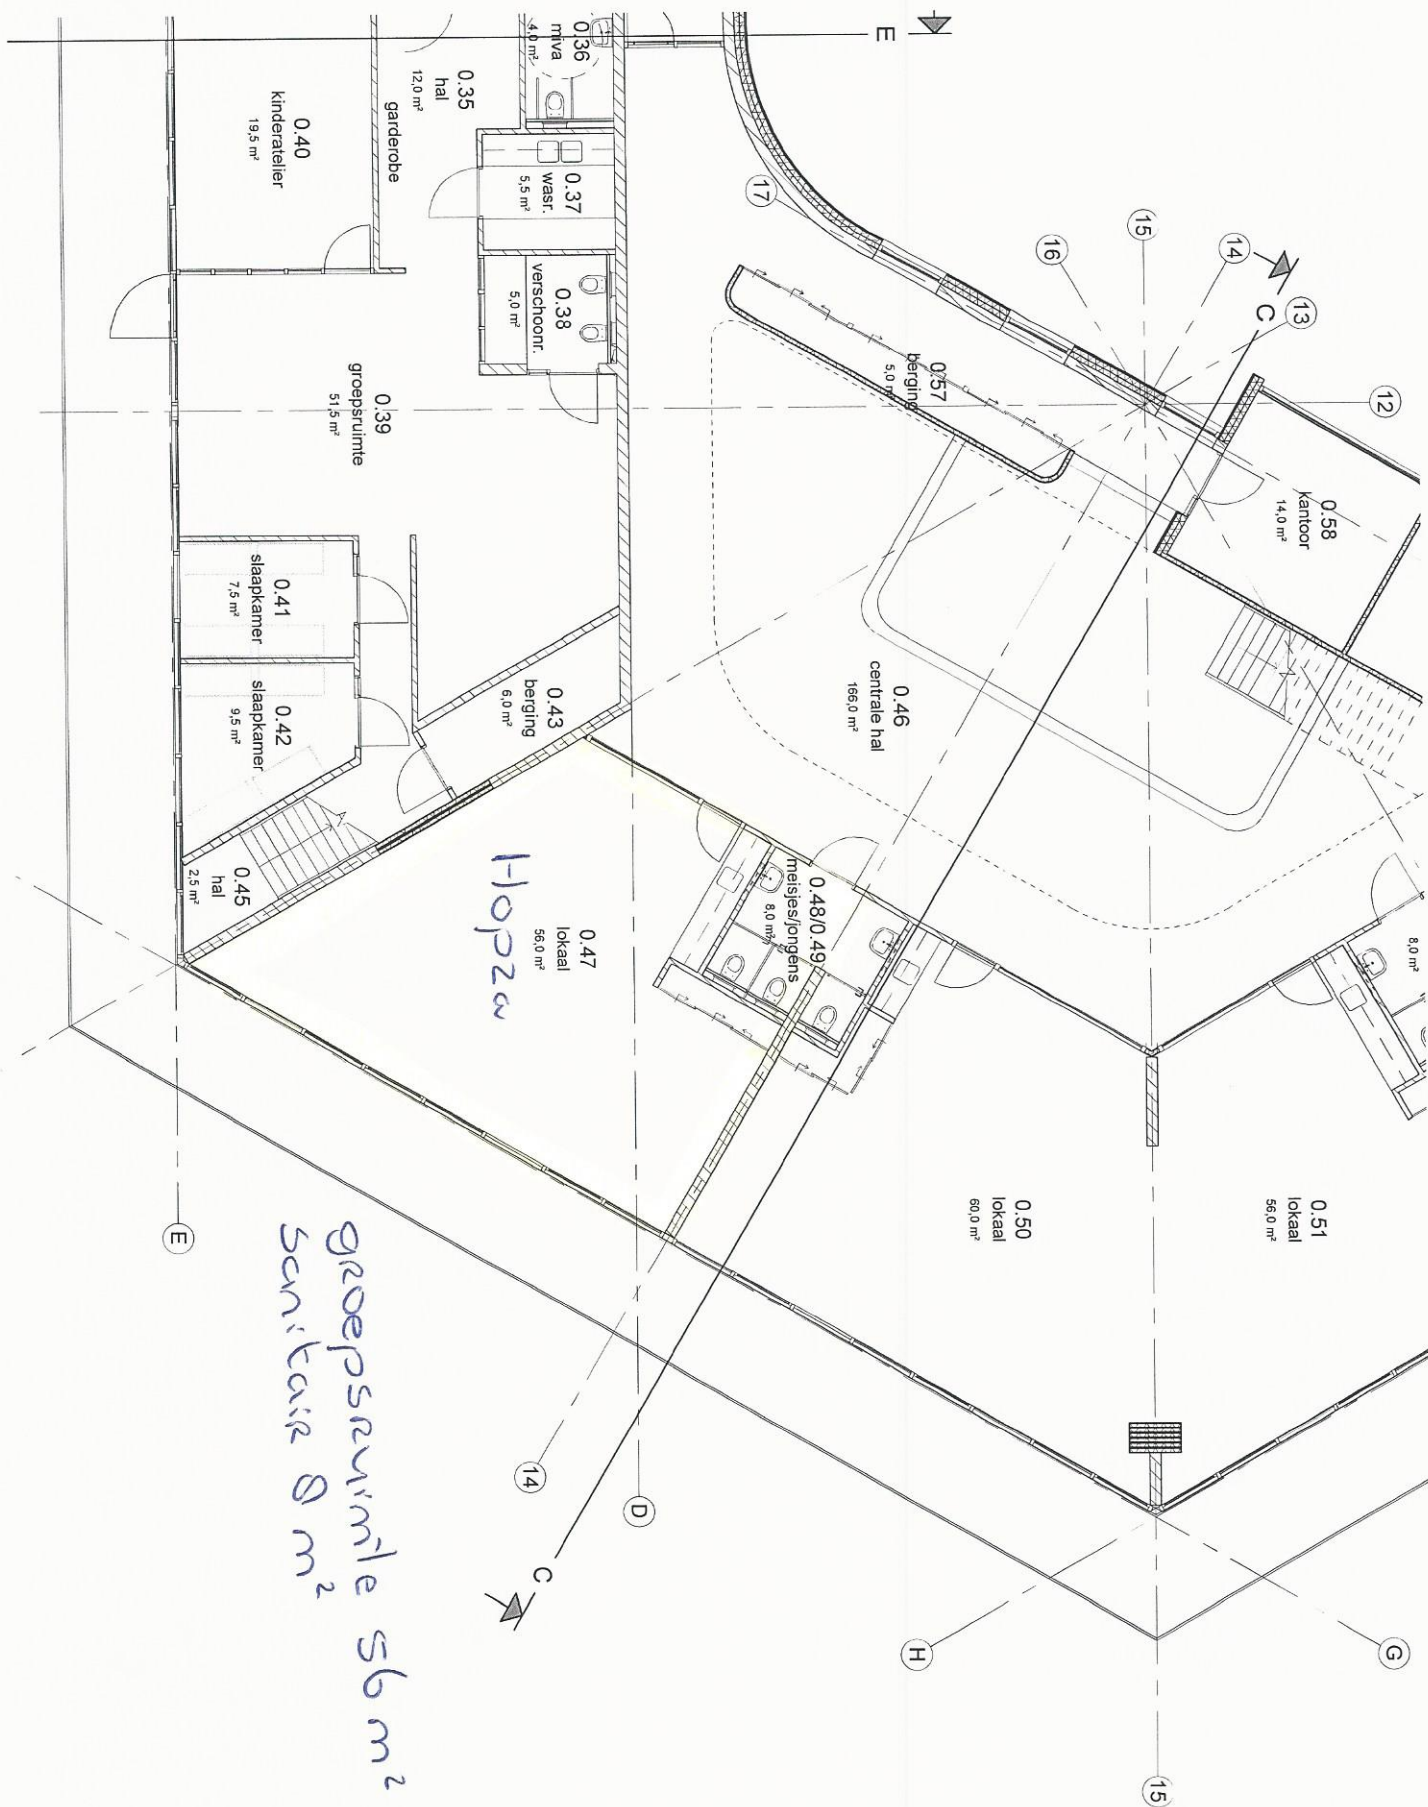 E
0.36
miva
4,0 m²
0.35
hal
12,0 m²
garderobe
0.40
kinderatelier
19,5 m²
0.37
wasr.
5,5 m²
0.38
verschoonr.
5,0 m²
0.39
groepsruimte
51,5 m²
0.41
slaapkamer
7,5 m²
0.42
slaapkamer
9,5 m²
0.43
berging
6,0 m²
0.45
hal
2,5 m²
17
16
15
14
13
C
12
0.57
berging
5,0 m
0.58
kantoor
14,0 m²
0.46
centrale hal
166,0 m²
0.48/0.49
meisjes/jongens
8,0 m²
8,0 m²
0.47
lokaal
56,0 m²
Hopza
0.50
lokaal
60,0 m²
0.51
lokaal
56,0 m²
E
14
D
C
H
G
15
groepsruimte 56 m²
sanitair 8 m²